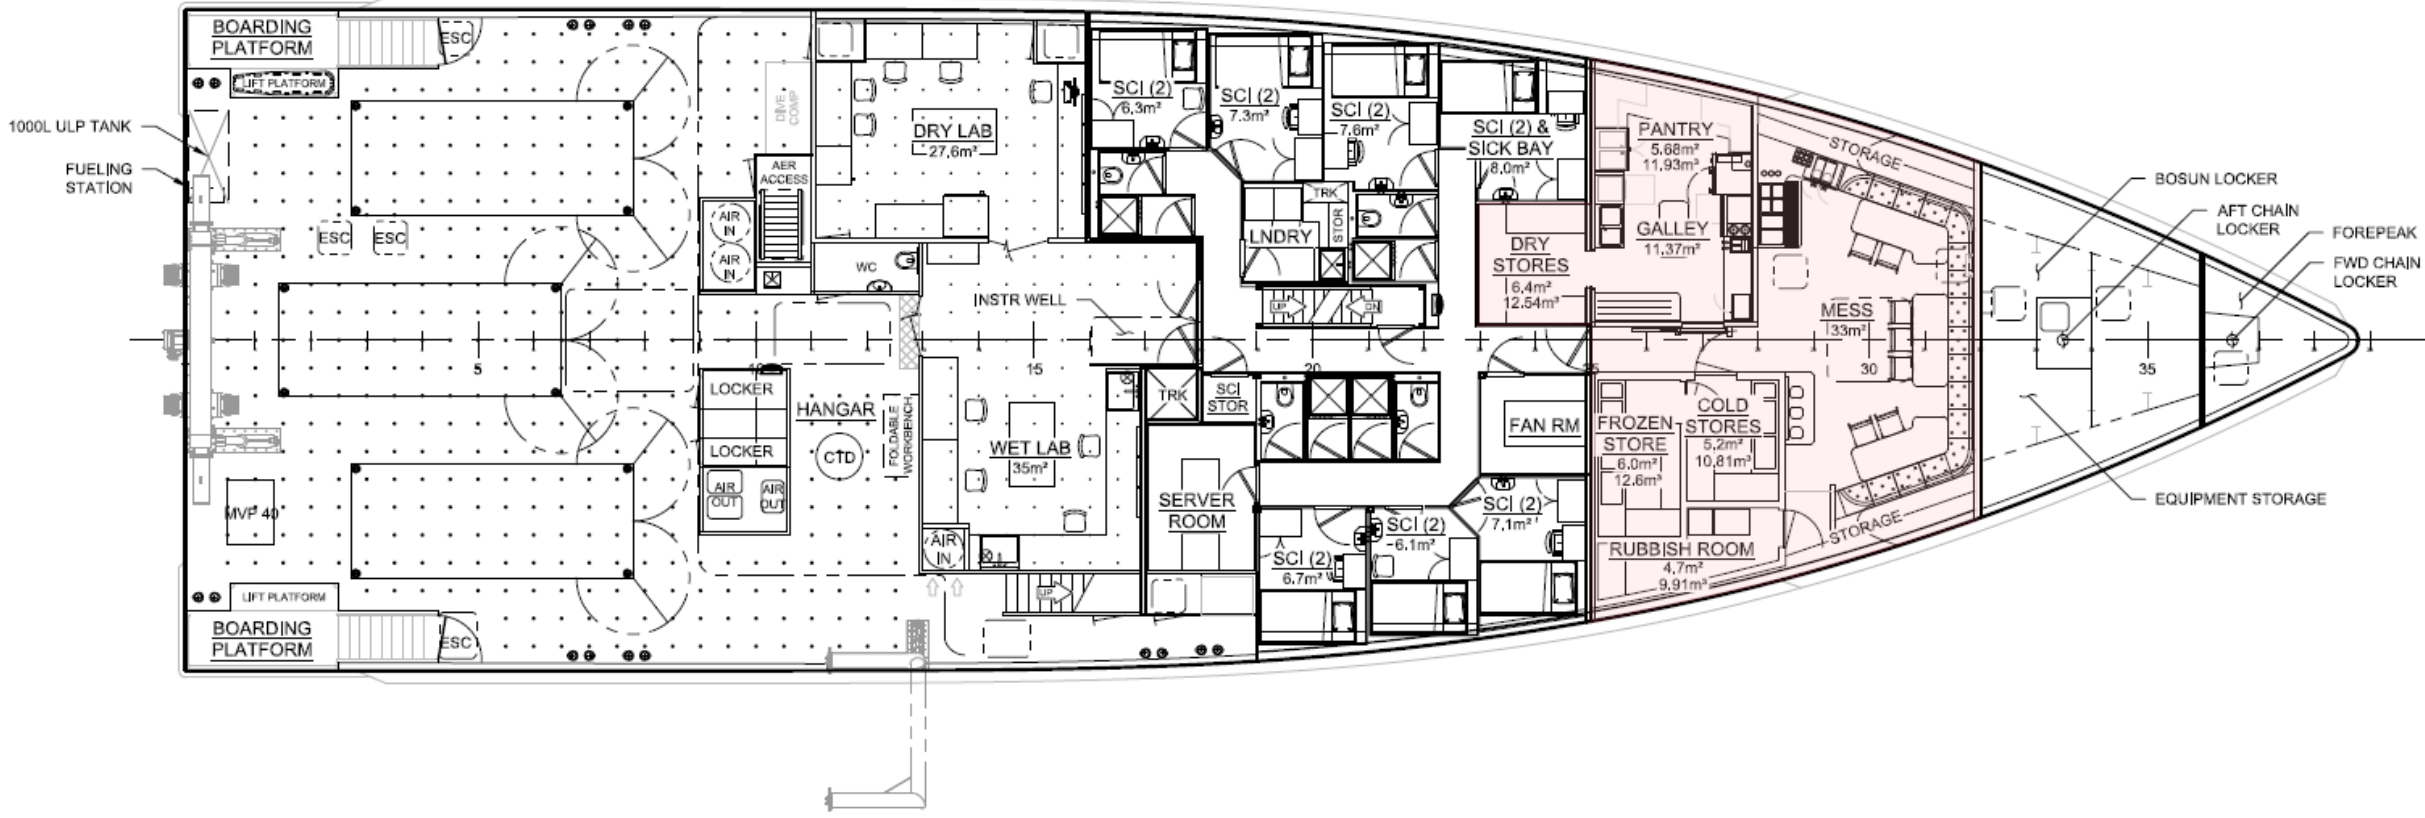 BOARDING
PLATFORM
ESC
LIFT PLATFORM
1000L ULP TANK
FUELING
STATION
ESC
ESC
5
MVP 40
LIFT PLATFORM
BOARDING
PLATFORM
ESC
DIVE
COMP
AER
ACCESS
AIR
IN
AIR
IN
WC
DRY LAB
27,6m²
INSTR WELL
LOCKER
LOCKER
HANGAR
CTD
FOLDABLE
WORKBENCH
AIR
OUT
AIR
OUT
AIR
IN
15
WET LAB
35m²
UP
TRK
SCI
STOR
SERVER
ROOM
SCI (2)
6,3m²
SCI (2)
7.3m²
SCI (2)
7.6m²
SCI (2) &
SICK BAY
8,0m²
TRK
STOR
LNDRY
UP
DN
20
DRY
STORES
6,4m²
12.54m³
FAN RM
SCI (2)
6.7m²
SCI (2)
6.1m²
SCI (2)
7,1m²
PANTRY
5.68m²
11,93m³
GALLEY
11,37m²
STORAGE
MESS
33m²
25
30
FROZEN
STORE
6.0m²
12.6m³
COLD
STORES
5.2m²
10,81m³
RUBBISH ROOM
4,7m²
9,91m³
STORAGE
BOSUN LOCKER
AFT CHAIN
LOCKER
FOREPEAK
FWD CHAIN
LOCKER
35
EQUIPMENT STORAGE